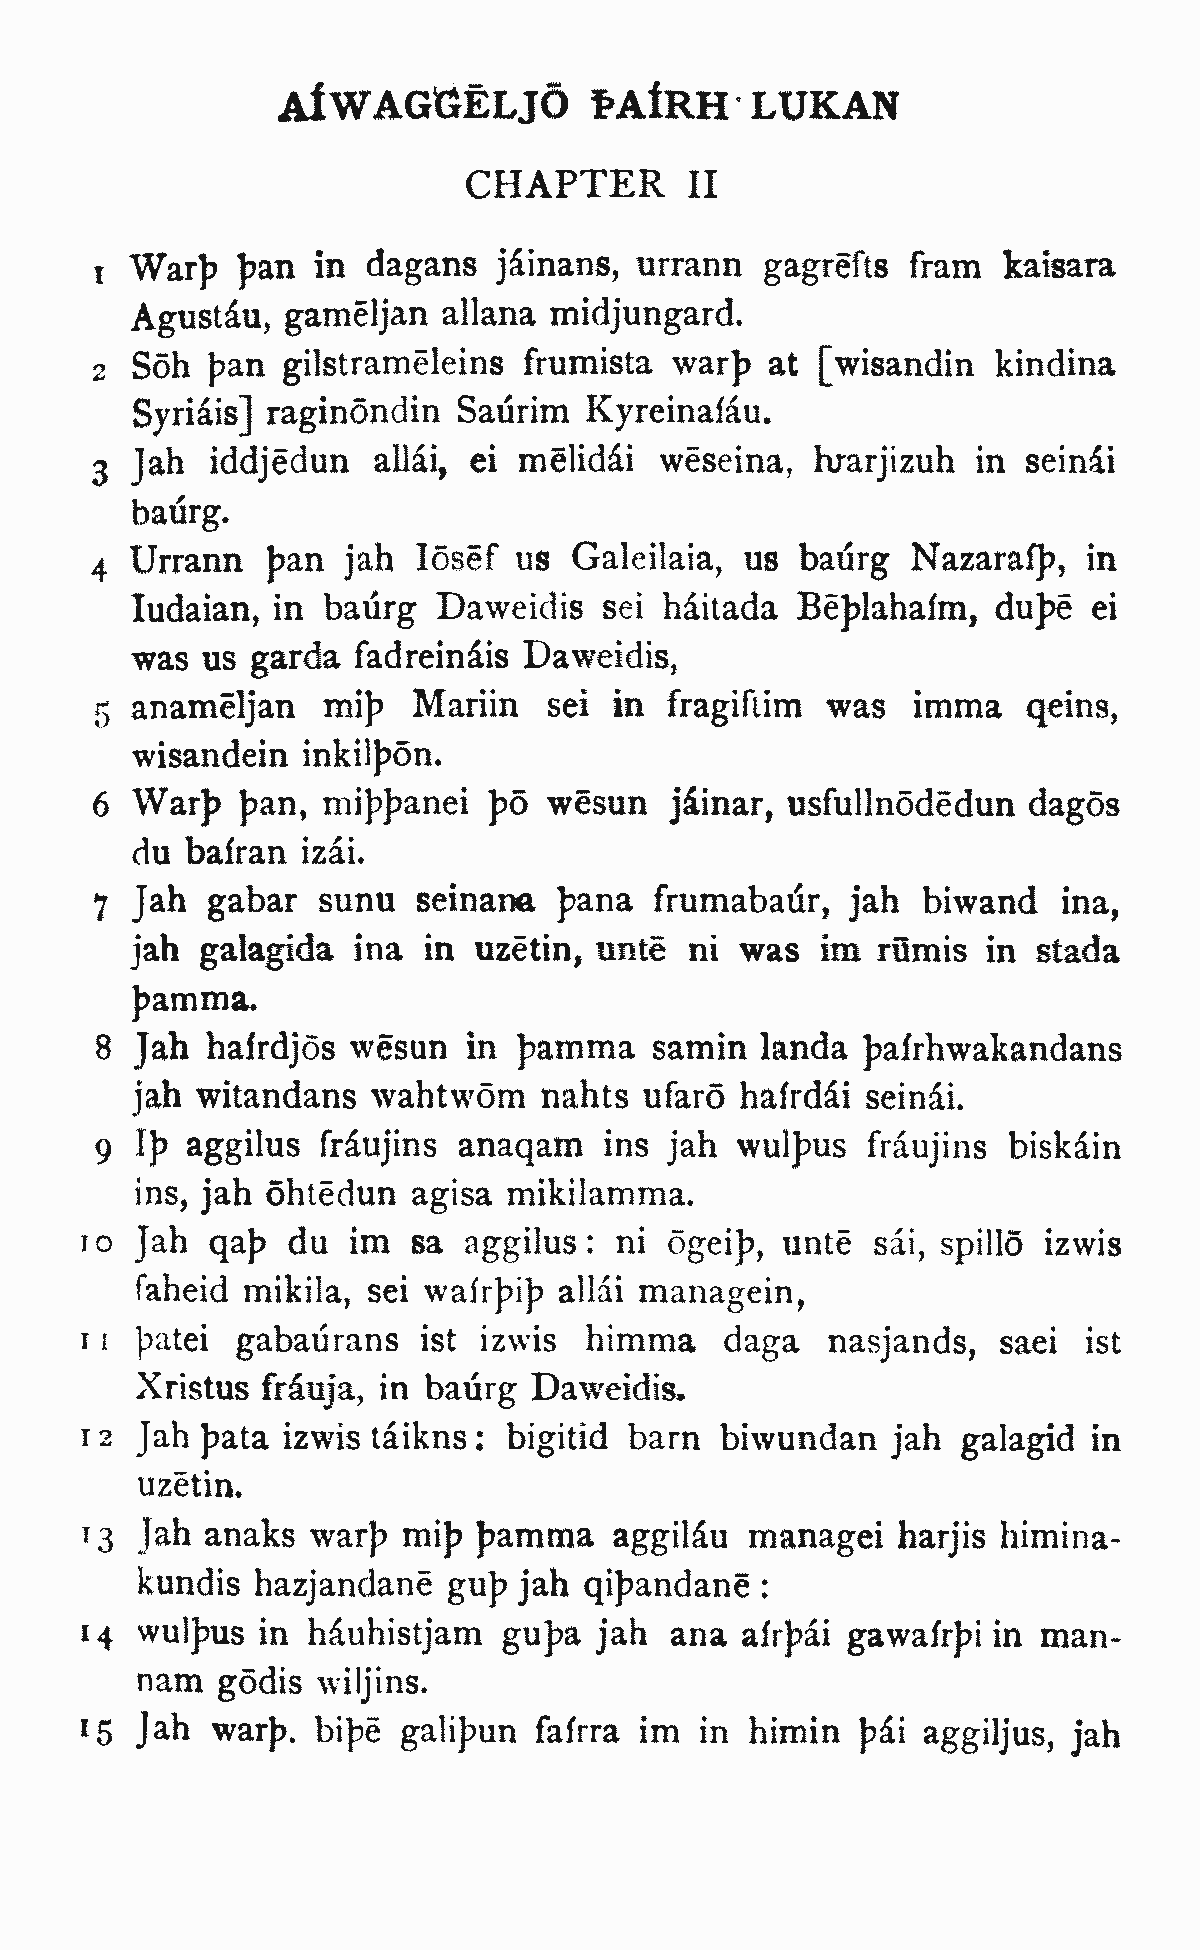 AÍWAGGĒLJŌ ÞAÍRH LUKAN
CHAPTER II
1 Warþ þan in dagans jáinans, urrann gagrēfts fram kaisara
Agustáu, gamēljan allana midjungard.
2 Sōh þan gilstramēleins frumista warþ at [wisandin kindina
Syriáis] raginōndin Saúrim Kyreinaíáu.
3 Jah iddjēdun allái, ei mēlidái wēseina, ƕarjizuh in seinái
baúrg.
4 Urrann þan jah Iōsēf us Galeilaia, us baúrg Nazaraíþ, in
Iudaian, in baúrg Daweidis sei háitada Bēþlahaím, duþē ei
was us garda fadreináis Daweidis,
5 anamēljan miþ Mariin sei in fragiftim was imma qeins,
wisandein inkilþōn.
6 Warþ þan, miþþanei þō wēsun jáinar, usfullnōdēdun dagōs
du baíran izái.
7 Jah gabar sunu seinana þana frumabaúr, jah biwand ina,
jah galagida ina in uzētin, untē ni was im rūmis in stada
þamma.
8 Jah haírdjōs wēsun in þamma samin landa þaírhwakandans
jah witandans wahtwōm nahts ufarō haírdái seinái.
9 Iþ aggilus fráujins anaqam ins jah wulþus fráujins biskáin
ins, jah ōhtēdun agisa mikilamma.
10 Jah qaþ du im sa aggilus: ni ōgeiþ, untē sái, spillō izwis
faheid mikila, sei waírþiþ allái managein,
11 þatei gabaúrans ist izwis himma daga nasjands, saei ist
Xristus fráuja, in baúrg Daweidis.
12 Jah þata izwis táikns: bigitid barn biwundan jah galagid in
uzētin.
13 Jah anaks warþ miþ þamma aggiláu managei harjis himina-
kundis hazjandanē guþ jah qiþandanē:
14 wulþus in háuhistjam guþa jah ana aírþái gawaírþi in man-
nam gōdis wiljins.
15 Jah warþ. biþē galiþun faírra im in himin þái aggiljus, jah